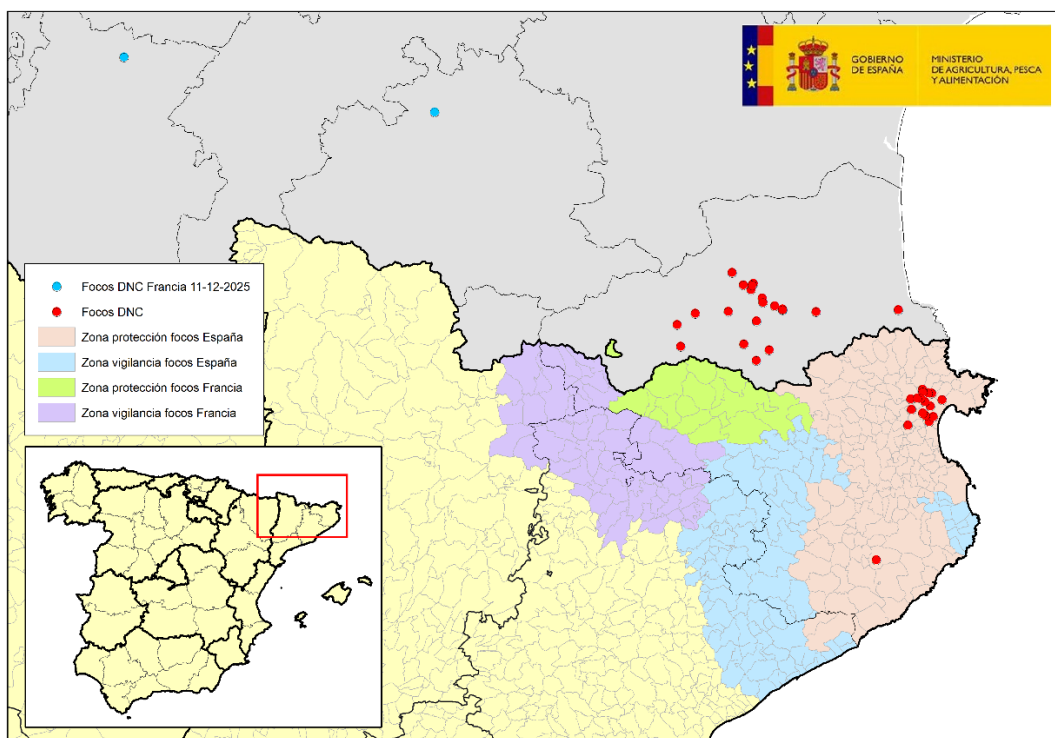 GOBIERNO
DE ESPAÑA
MINISTERIO
DE AGRICULTURA, PESCA
Y ALIMENTACIÓN
Focos DNC Francia 11-12-2025
Focos DNC
Zona protección focos España
Zona vigilancia focos España
Zona protección focos Francia
Zona vigilancia focos Francia